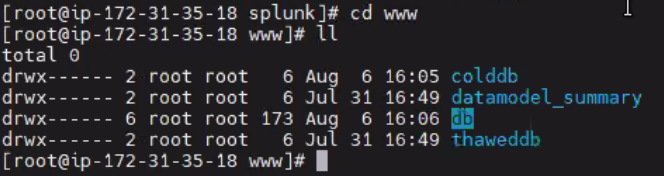 [root@ip-172-31-35-18 splunk]# cd www
[root@ip-172-31-35-18 www]# ll
total 0
drwx------ 2 root root   6 Aug  6 16:05 colddb
drwx------ 2 root root   6 Jul 31 16:49 datamodel_summary
drwx------ 6 root root 173 Aug  6 16:06 db
drwx------ 2 root root   6 Jul 31 16:49 thaweddb
[root@ip-172-31-35-18 www]#